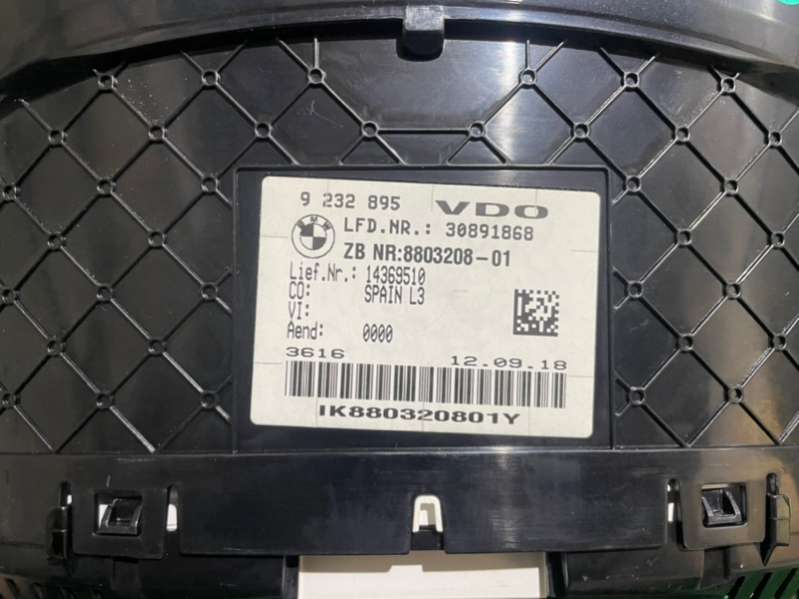 9 232 895 VDO
BMW LFD.NR.: 30891868
ZB NR:8803208-01
Lief.Nr.: 14369510
CO: SPAIN L3
VI:
Aend: 0000
3616 12.09.18
IK880320801Y